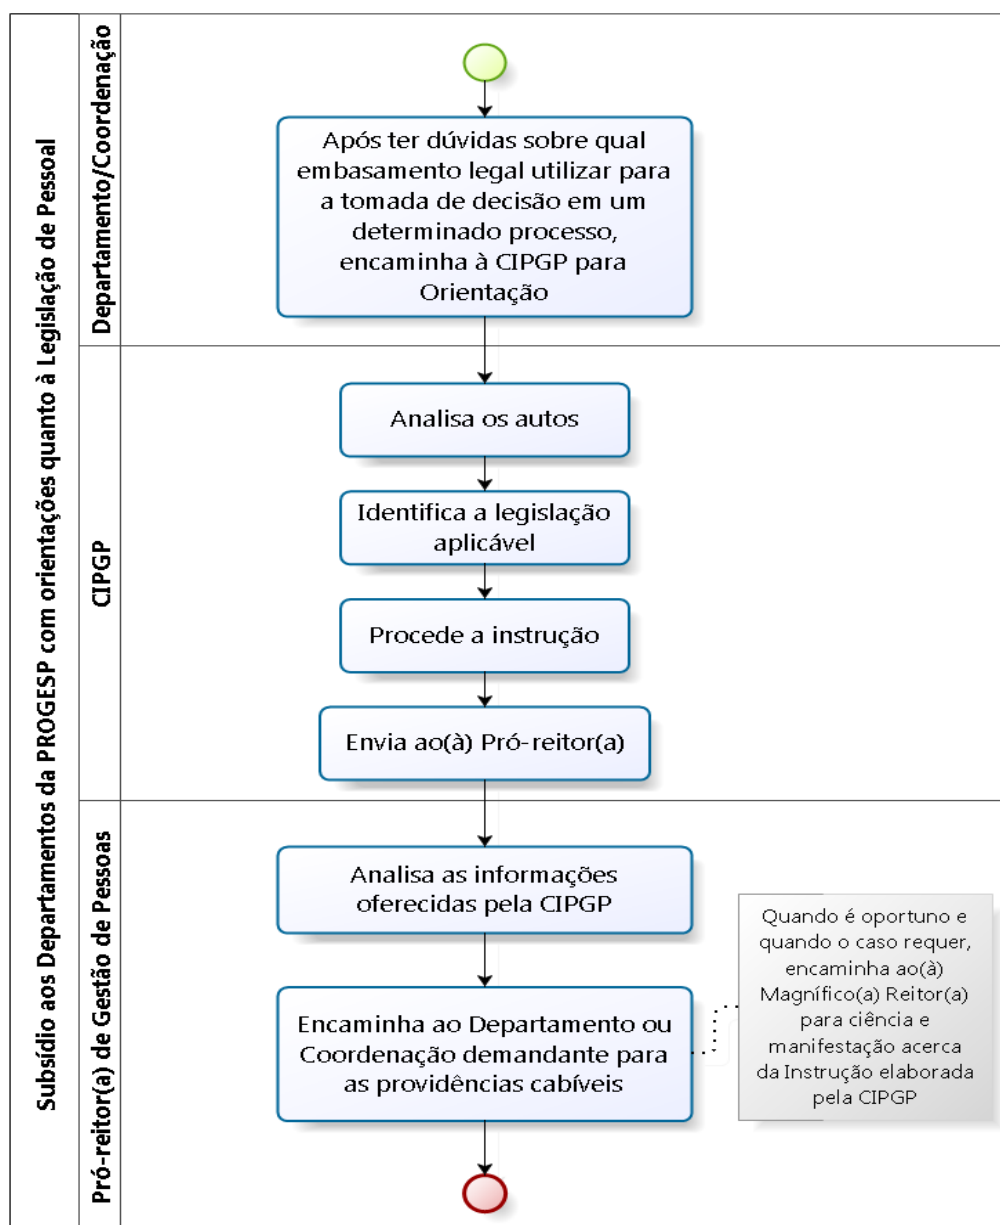 Subsídio aos Departamentos da PROGESP com orientações quanto à Legislação de Pessoal
Departamento/Coordenação
Após ter dúvidas sobre qual
embasamento legal utilizar para
a tomada de decisão em um
determinado processo,
encaminha à CIPGP para
Orientação
CIPGP
Analisa os autos
Identifica a legislação
aplicável
Procede a instrução
Envia ao(à) Pró-reitor(a)
Pró-reitor(a) de Gestão de Pessoas
Analisa as informações
oferecidas pela CIPGP
Encaminha ao Departamento ou
Coordenação demandante para
as providências cabíveis
Quando é oportuno e
quando o caso requer,
encaminha ao(à)
Magnífico(a) Reitor(a)
para ciência e
manifestação acerca
da Instrução elaborada
pela CIPGP